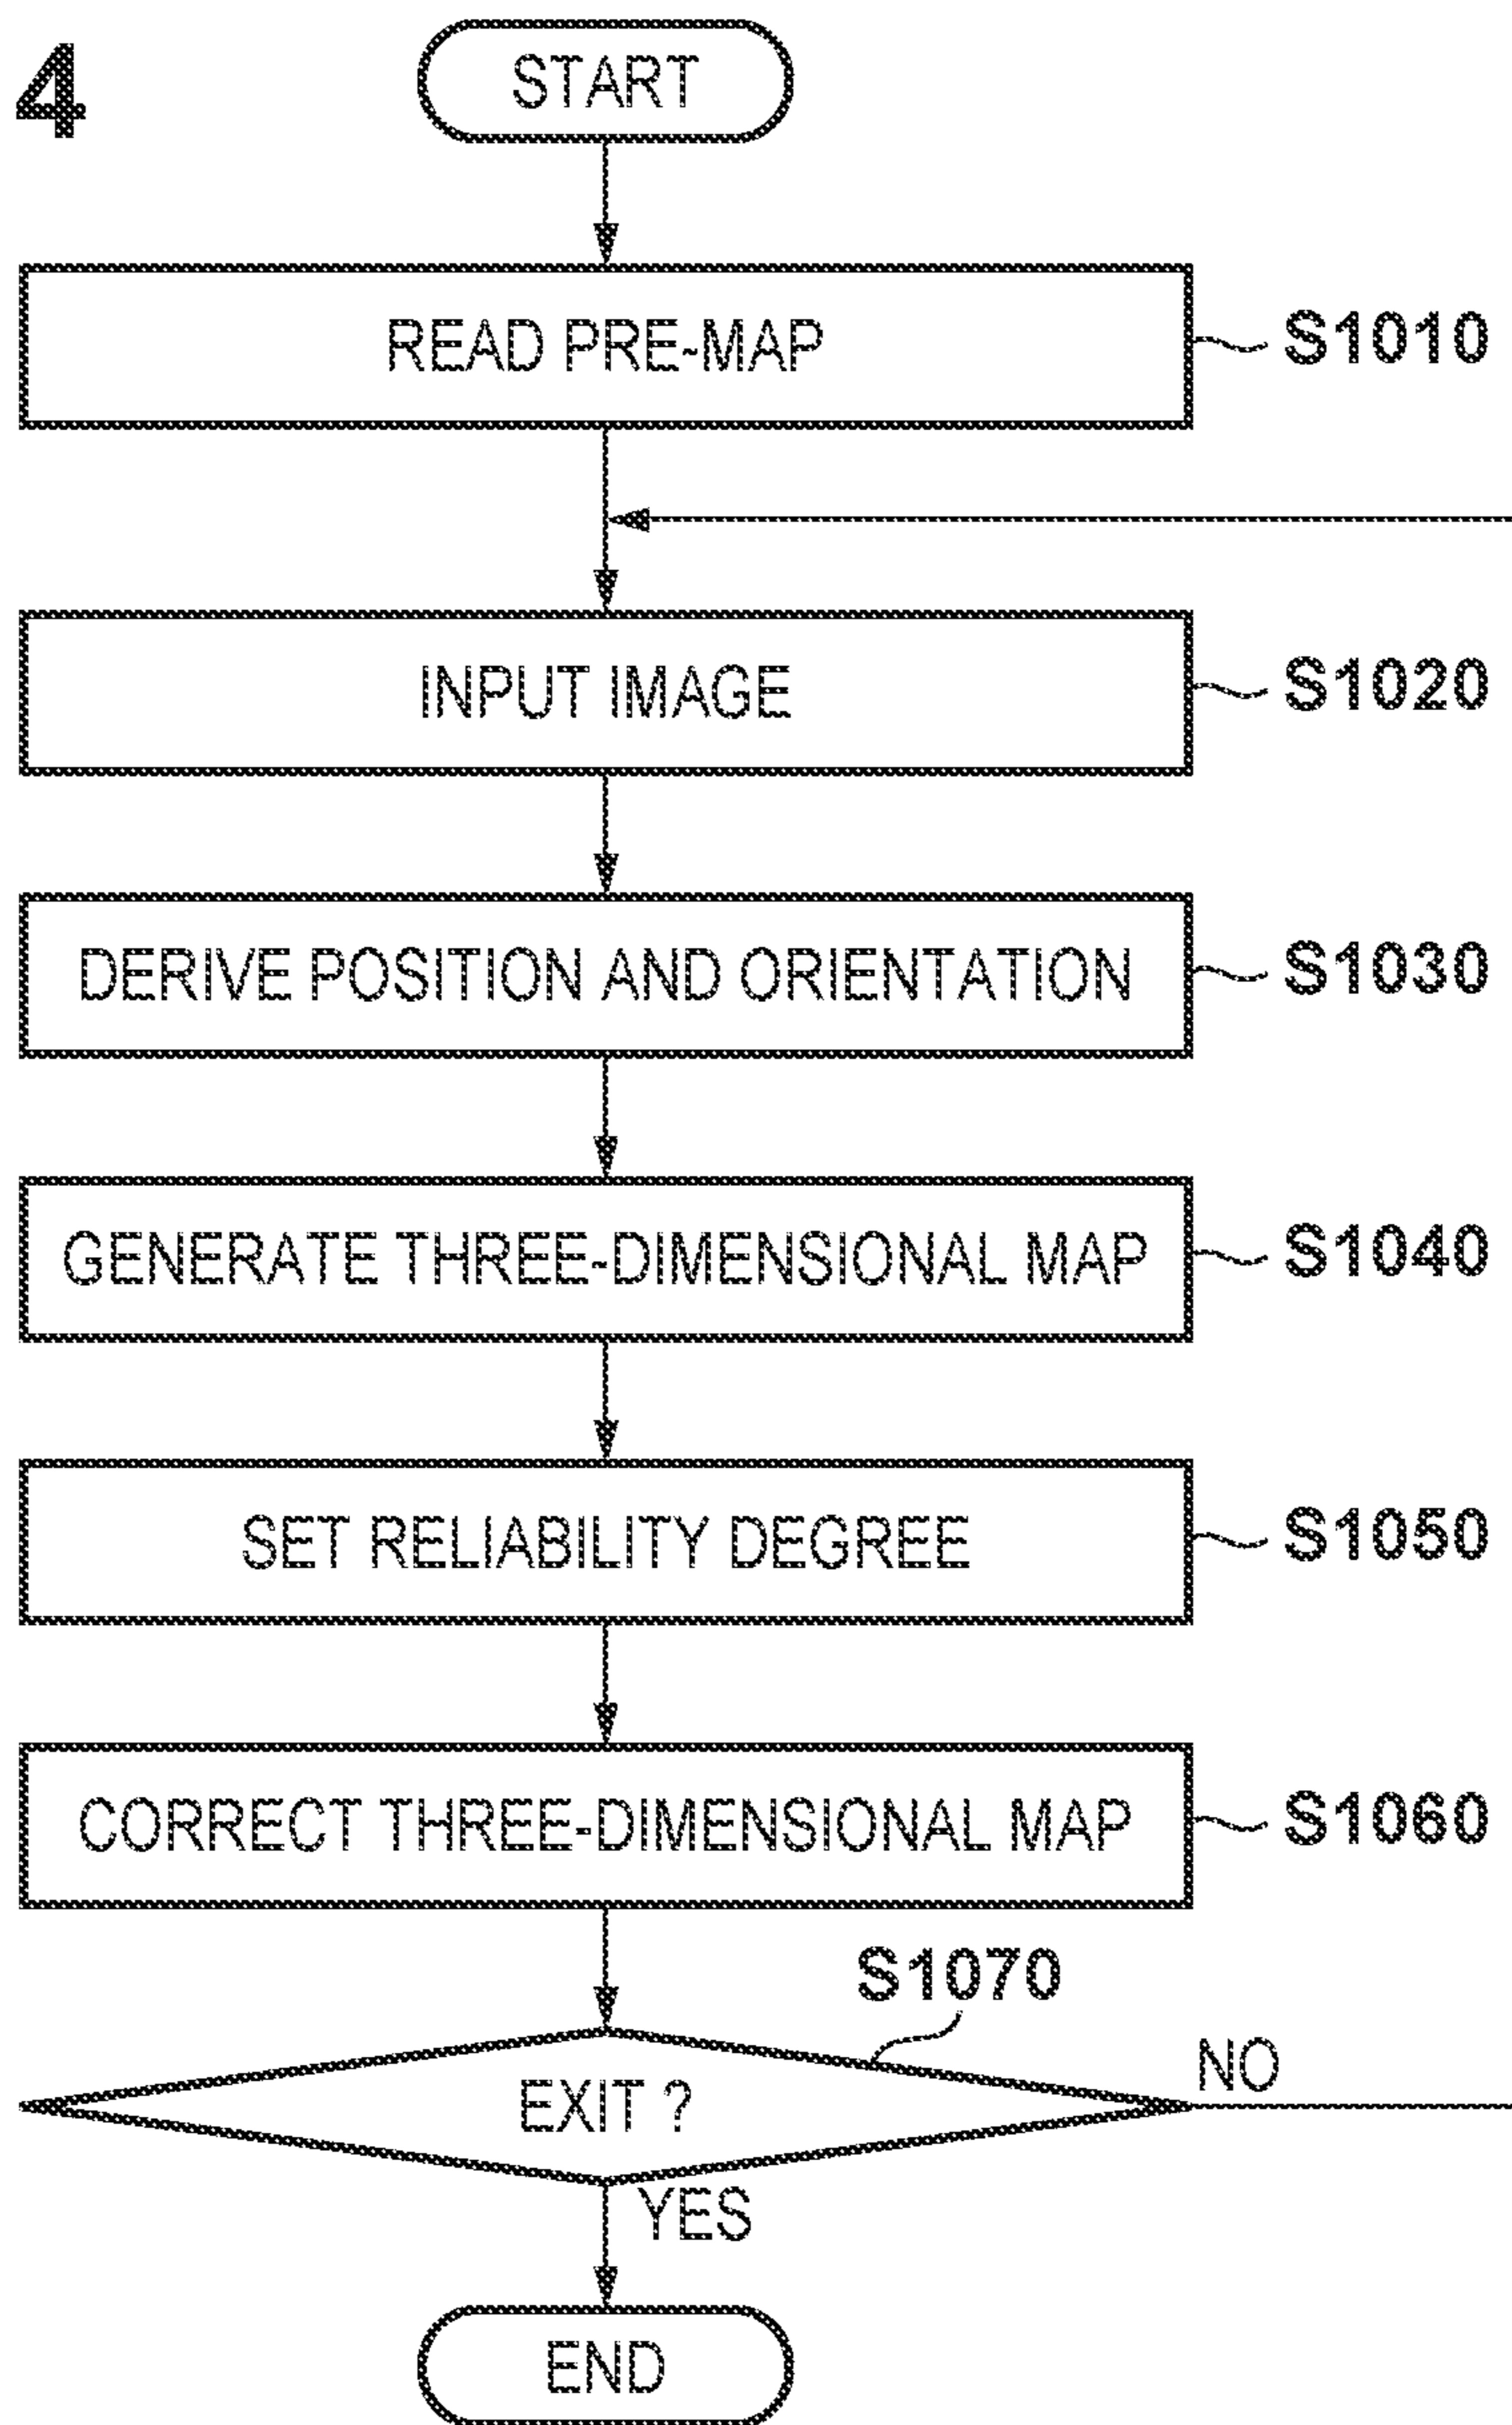 4
START
READ PRE-MAP
S1010
INPUT IMAGE
S1020
DERIVE POSITION AND ORIENTATION
S1030
GENERATE THREE-DIMENSIONAL MAP
S1040
SET RELIABILITY DEGREE
S1050
CORRECT THREE-DIMENSIONAL MAP
S1060
S1070
EXIT ?
NO
YES
END